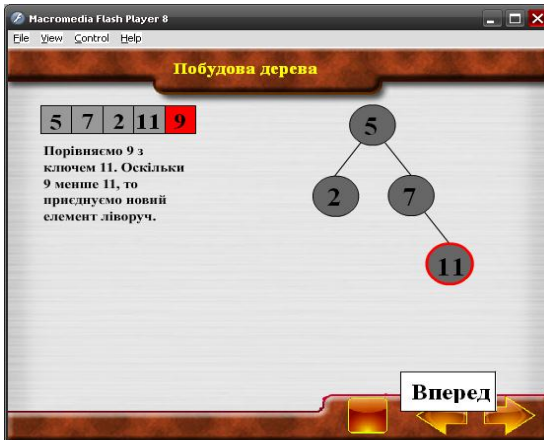 Macromedia Flash Player 8
File View Control Help
Побудова дерева
5 7 2 11 9
Порівняємо 9 з
ключем 11. Оскільки
9 менше 11, то
приєднуємо новий
елемент ліворуч.
5
2 7
11
Вперед